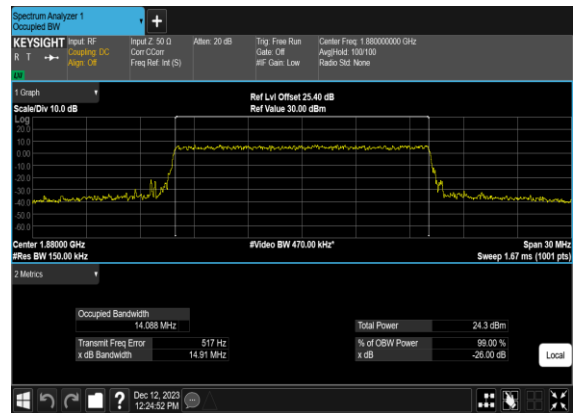 Spectrum Analyzer 1
Occupied BW
+
KEYSIGHT
R T
Input: RF
Coupling: DC
Align: Off
Input Z: 50 Ω
Corr CCorr
Freq Ref: Int (S)
Atten: 20 dB
Trig: Free Run
Gate: Off
#IF Gain: Low
Center Freq: 1.880000000 GHz
Avg|Hold: 100/100
Radio Std: None
1 Graph
Scale/Div 10.0 dB
Ref Lvl Offset 25.40 dB
Ref Value 30.00 dBm
Log
20.0
10.0
0.00
-10.0
-20.0
-30.0
-40.0
-50.0
-60.0
Center 1.88000 GHz
#Res BW 150.00 kHz
#Video BW 470.00 kHz*
Span 30 MHz
Sweep 1.67 ms (1001 pts)
2 Metrics
Occupied Bandwidth
14.088 MHz
Transmit Freq Error 517 Hz
x dB Bandwidth 14.91 MHz
Total Power 24.3 dBm
% of OBW Power 99.00 %
x dB -26.00 dB
Local
?
Dec 12, 2023
12:24:52 PM